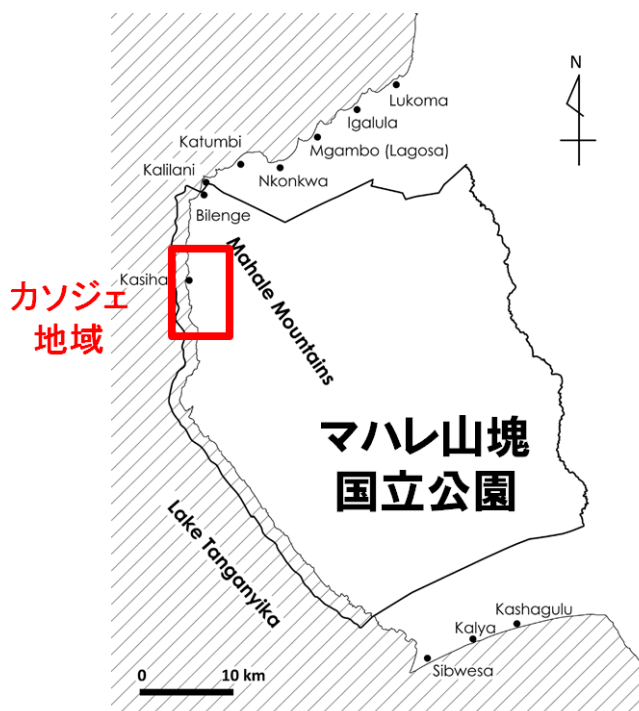 N
Lukoma
Igalula
Mgambo (Lagosa)
Katumbi
Nkonkwa
Kalilani
Bilenge
Mahale Mountains
Kasiha
カソジェ
地域
マハレ山塊
国立公園
Lake Tanganyika
Kashagulu
Kalya
Sibwesa
0 10 km